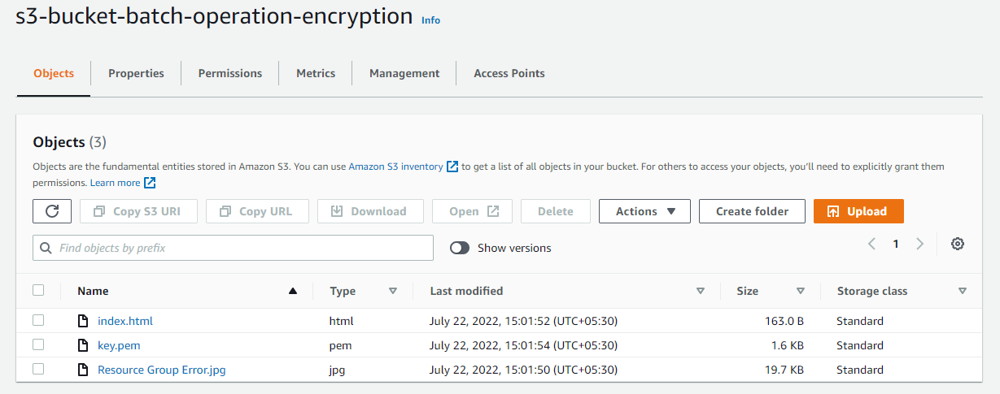 s3-bucket-batch-operation-encryption Info
Objects Properties Permissions Metrics Management Access Points
Objects (3)
Objects are the fundamental entities stored in Amazon S3. You can use Amazon S3 inventory to get a list of all objects in your bucket. For others to access your objects, you'll need to explicitly grant them
permissions. Learn more
Copy S3 URI Copy URL Download Open Delete Actions Create folder Upload
Find objects by prefix Show versions 1
Name Type Last modified Size Storage class
index.html html July 22, 2022, 15:01:52 (UTC+05:30) 163.0 B Standard
key.pem pem July 22, 2022, 15:01:54 (UTC+05:30) 1.6 KB Standard
Resource Group Error.jpg jpg July 22, 2022, 15:01:50 (UTC+05:30) 19.7 KB Standard